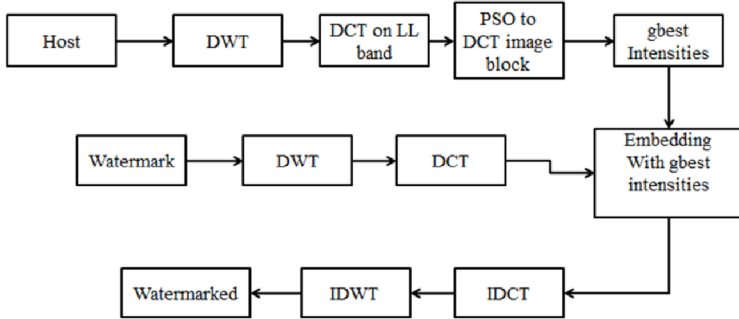 Host
DWT
DCT on LL
band
PSO to
DCT image
block
gbest
Intensities
Watermark
DWT
DCT
Embedding
With gbest
intensities
Watermarked
IDWT
IDCT